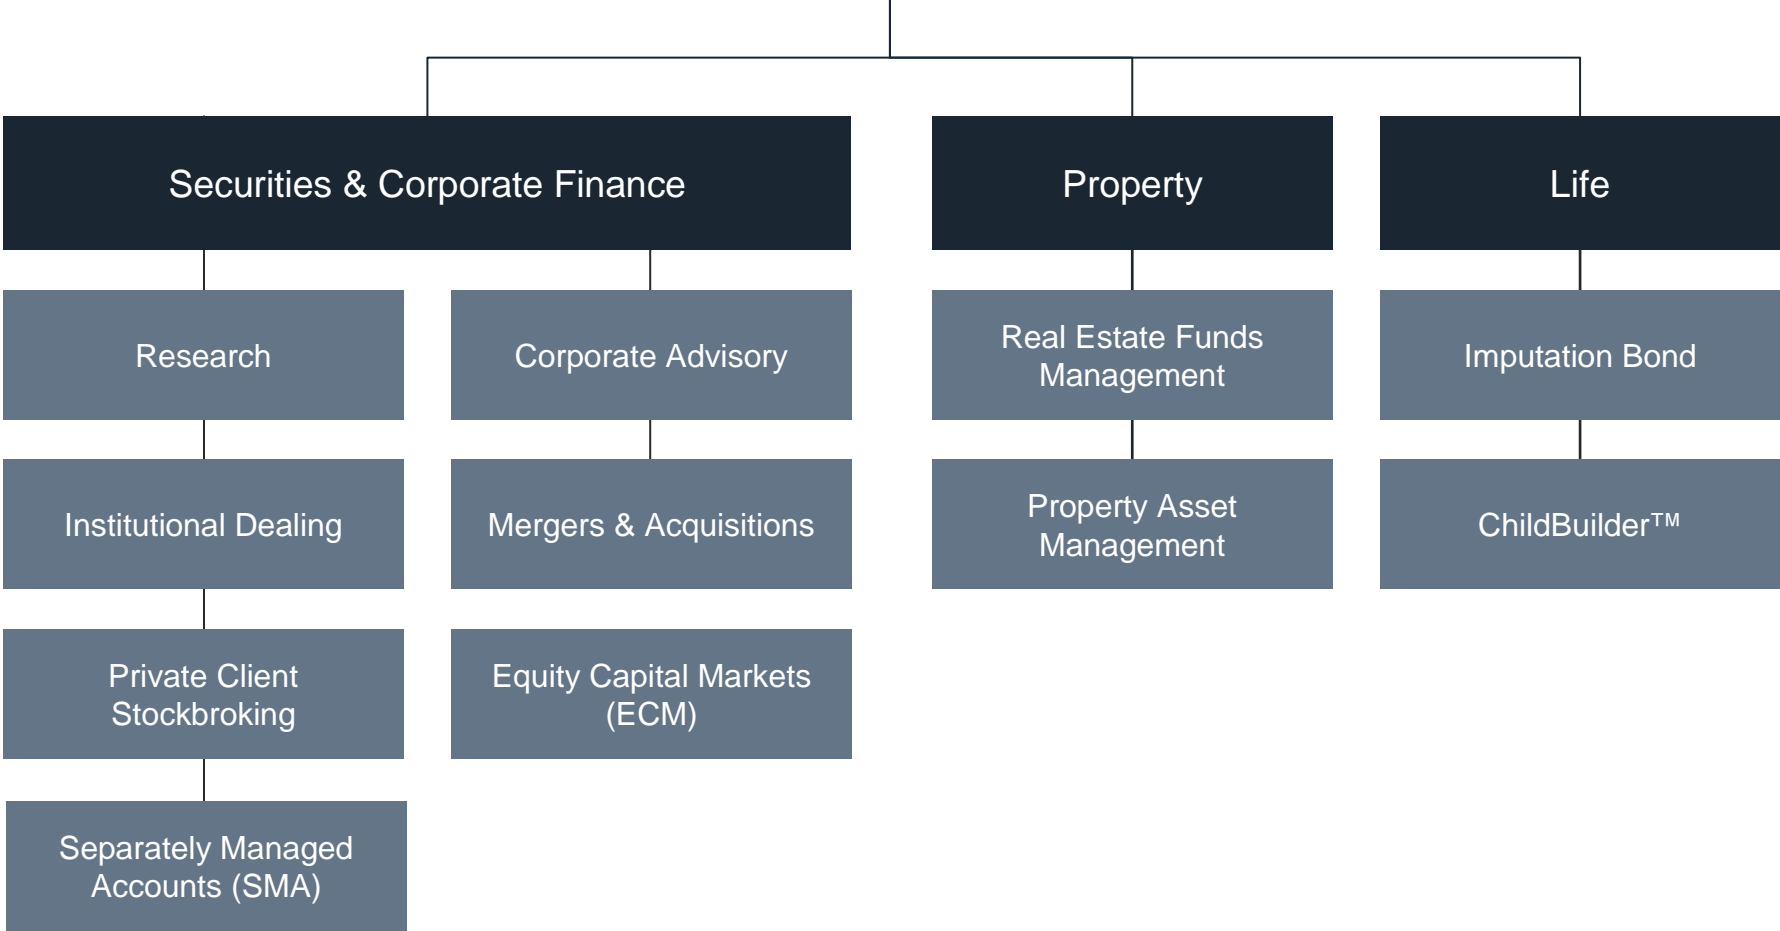 Securities & Corporate Finance
Property
Life
Research
Corporate Advisory
Real Estate Funds
Management
Imputation Bond
Institutional Dealing
Mergers & Acquisitions
Property Asset
Management
ChildBuilder™
Private Client
Stockbroking
Equity Capital Markets
(ECM)
Separately Managed
Accounts (SMA)